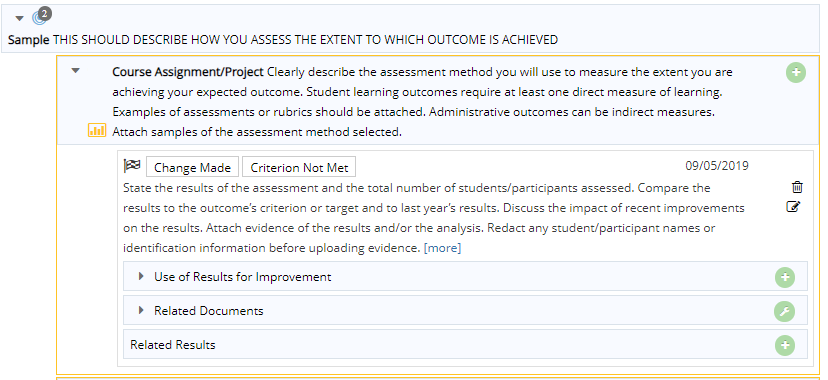 2
Sample THIS SHOULD DESCRIBE HOW YOU ASSESS THE EXTENT TO WHICH OUTCOME IS ACHIEVED
Course Assignment/Project Clearly describe the assessment method you will use to measure the extent you are
achieving your expected outcome. Student learning outcomes require at least one direct measure of learning.
Examples of assessments or rubrics should be attached. Administrative outcomes can be indirect measures.
Attach samples of the assessment method selected.
Change Made Criterion Not Met 09/05/2019
State the results of the assessment and the total number of students/participants assessed. Compare the
results to the outcome's criterion or target and to last year's results. Discuss the impact of recent improvements
on the results. Attach evidence of the results and/or the analysis. Redact any student/participant names or
identification information before uploading evidence. [more]
Use of Results for Improvement
Related Documents
Related Results